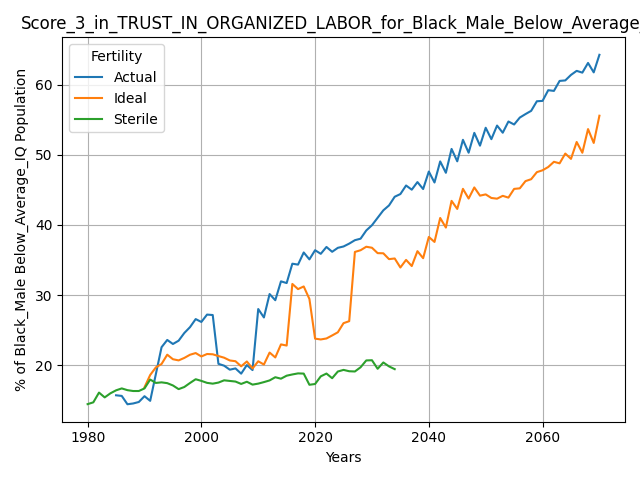 Score_3_in_TRUST_IN_ORGANIZED_LABOR_for_Black_Male_Below_Average_
Fertility
Actual
Ideal
Sterile
% of Black_Male Below_Average_IQ Population
60
50
40
30
20
1980 2000 2020 2040 2060
Years